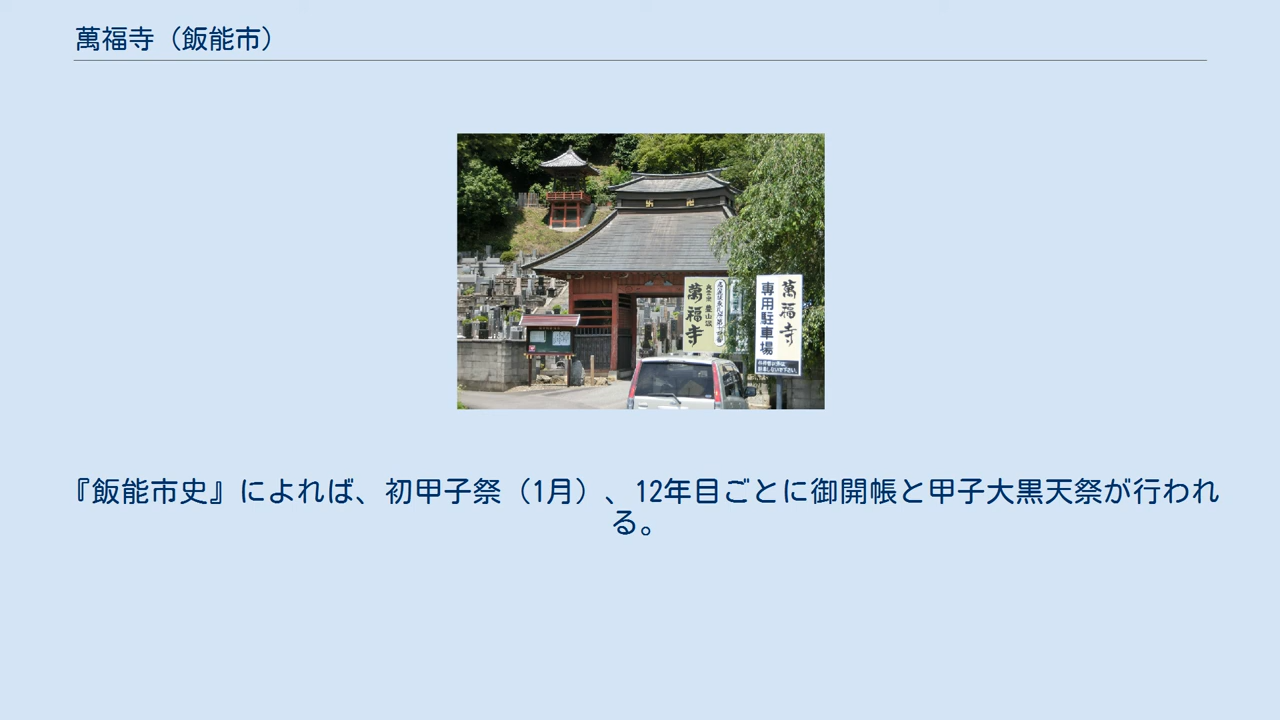 萬福寺（飯能市）
卐 卍
萬福寺
専用駐車場
萬福寺
『飯能市史』によれば、初甲子祭（1月）、12年目ごとに御開帳と甲子大黒天祭が行われ
る。